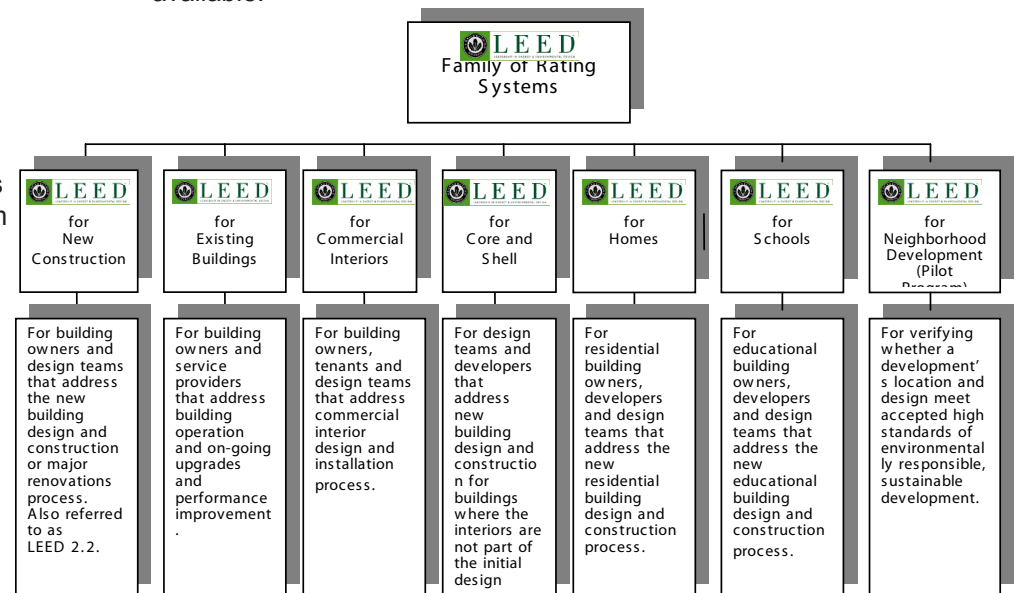 LEED
Family of Rating
Systems
LEED
for
New
Construction
LEED
for
Existing
Buildings
LEED
for
Commercial
Interiors
LEED
for
Core and
Shell
LEED
for
Homes
LEED
for
Schools
LEED
for
Neighborhood
Development
(Pilot
For building
owners and
design teams
that address
the new
building
design and
construction
or major
renovations
process.
Also referred
to as
LEED 2.2.
For building
owners and
service
providers
that address
building
operation
and on-going
upgrades
and
performance
improvement
.
For building
owners,
tenants and
design teams
that address
commercial
interior
design and
installation
process.
For design
teams and
developers
that
address
new
building
design and
constructio
n for
buildings
where the
interiors are
not part of
the initial
design
For
residential
building
owners,
developers
and design
teams that
address the
new
residential
building
design and
construction
process.
For
educational
building
owners,
developers
and design
teams that
address the
new
educational
building
design and
construction
process.
For verifying
whether a
development'
s location and
design meet
accepted high
standards of
environmental
ly responsible,
sustainable
development.